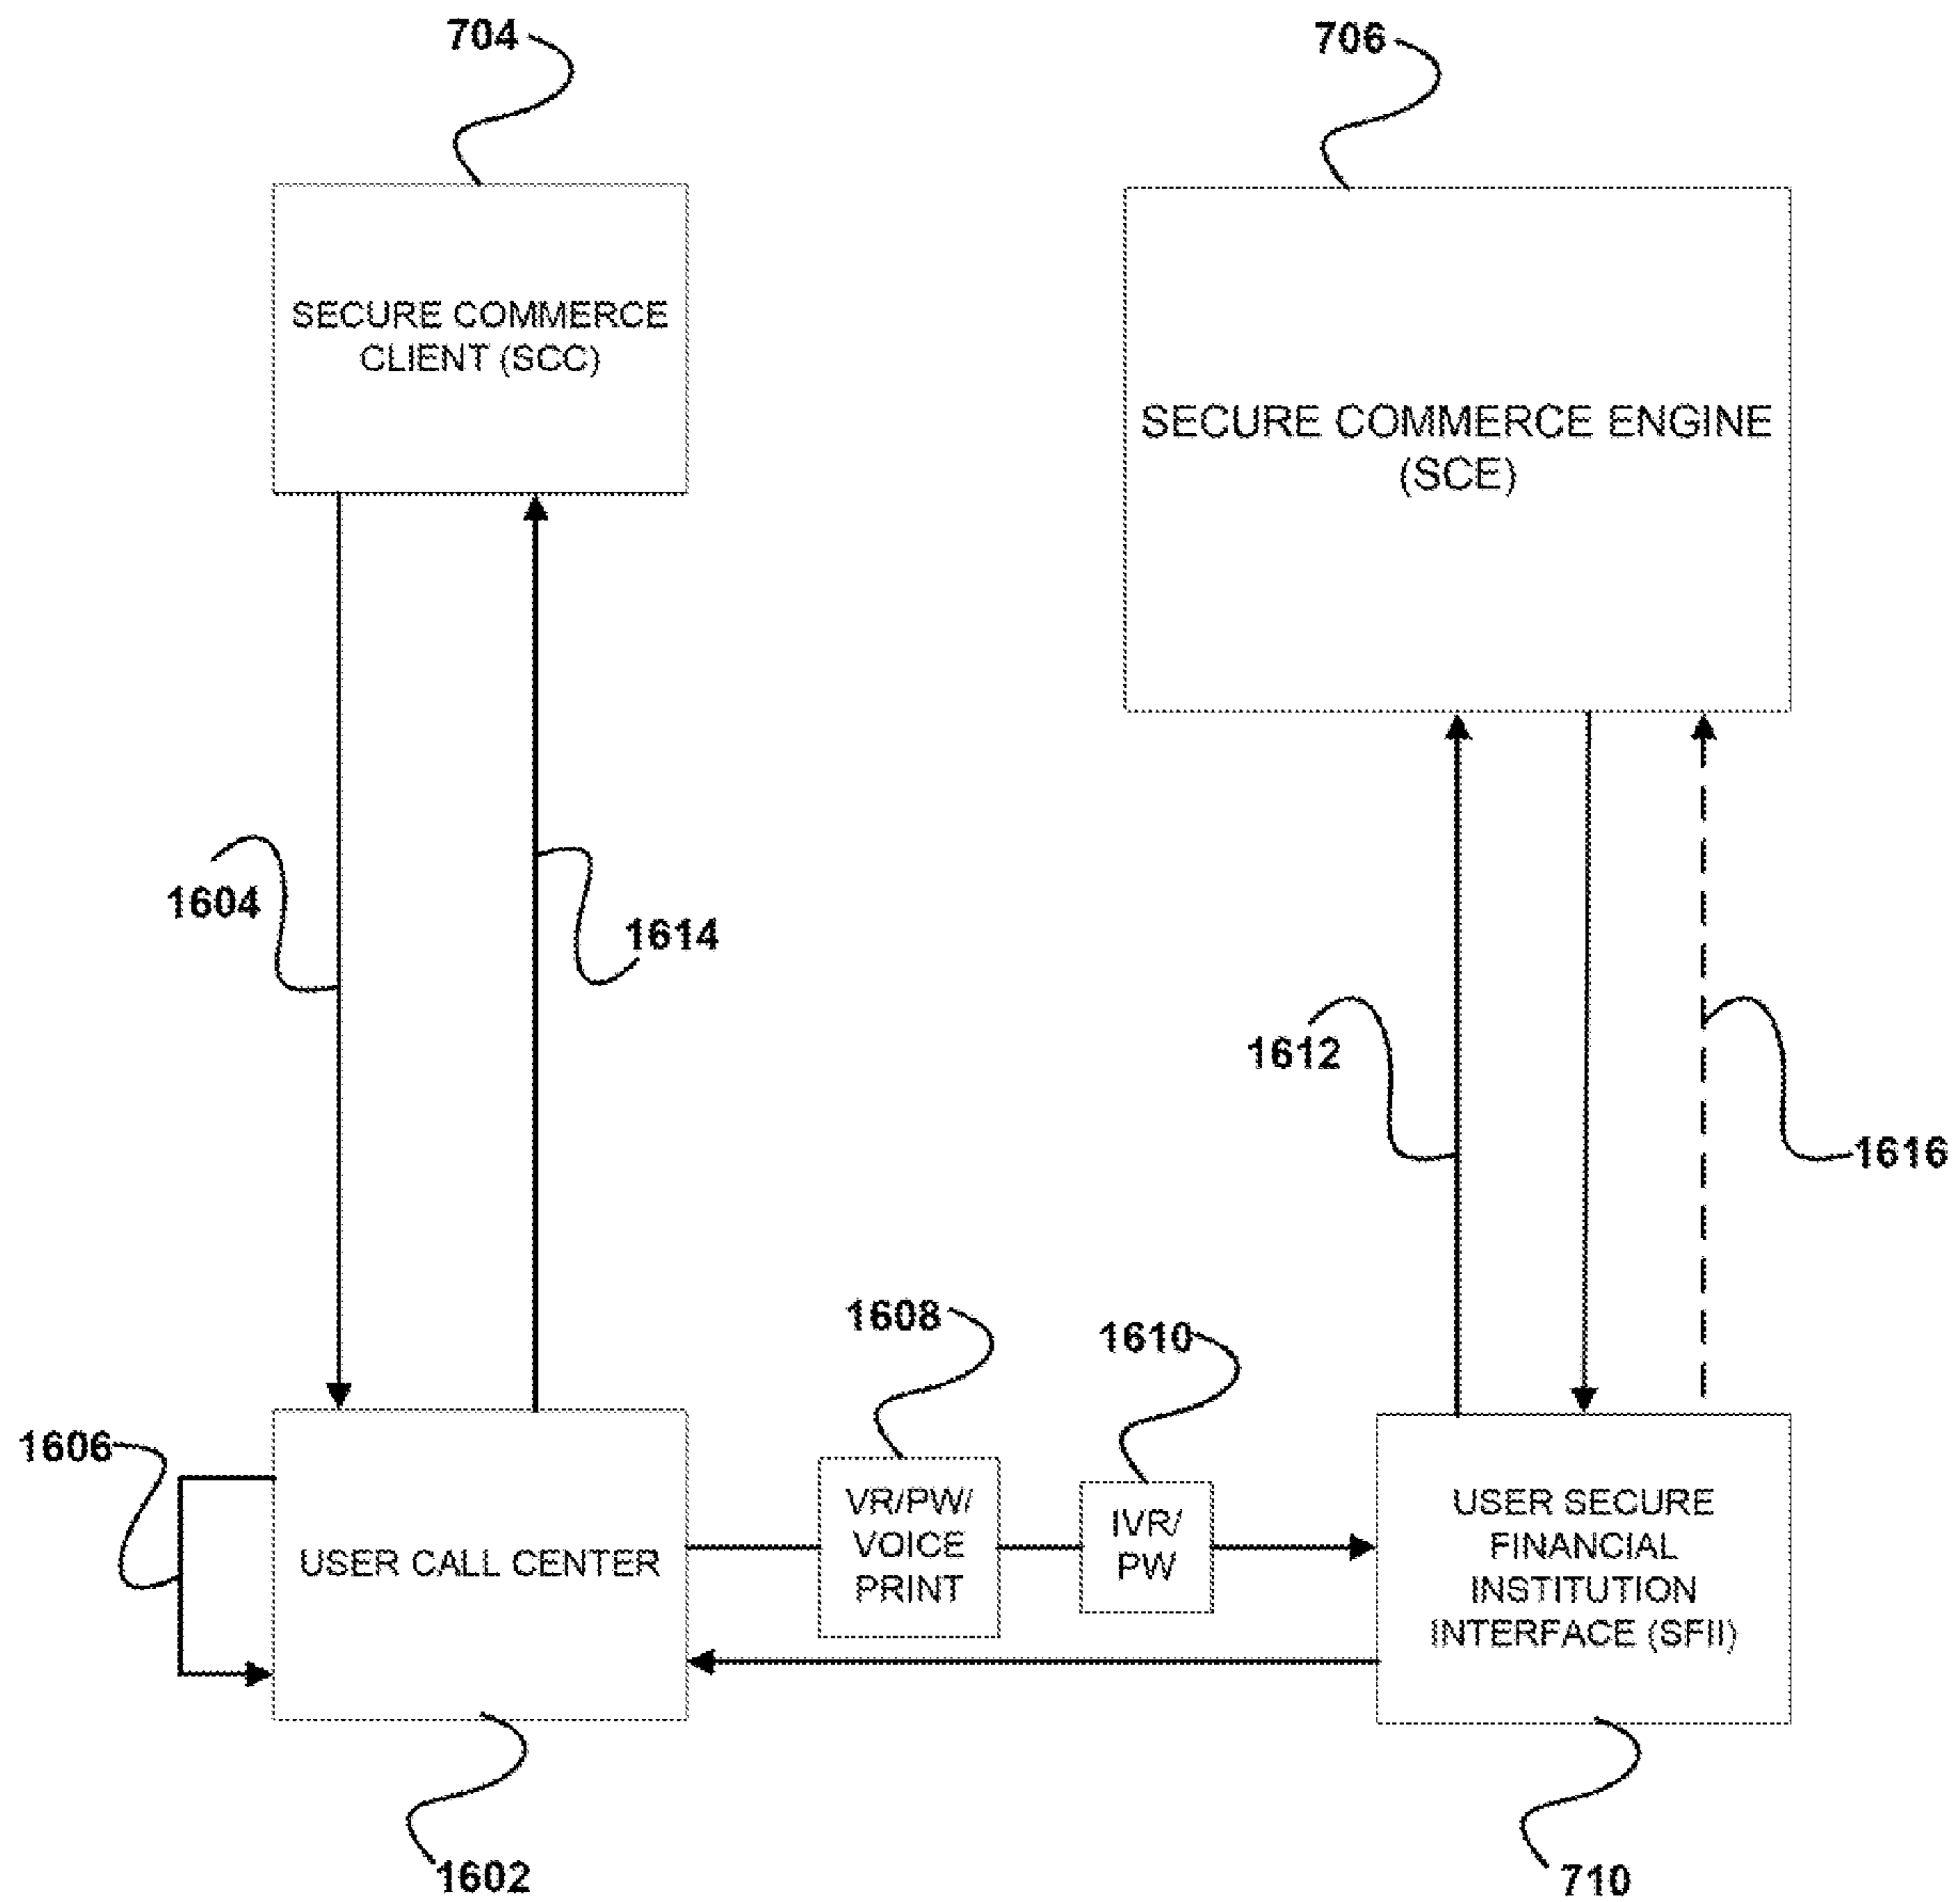 704
706
SECURE COMMERCE
CLIENT (SCC)
SECURE COMMERCE ENGINE
(SCE)
1604
1614
1612
1616
1608
1610
1606
USER CALL CENTER
VR/PW/
VOICE
PRINT
IVR/
PW
USER SECURE
FINANCIAL
INSTITUTION
INTERFACE (SFII)
1602
710